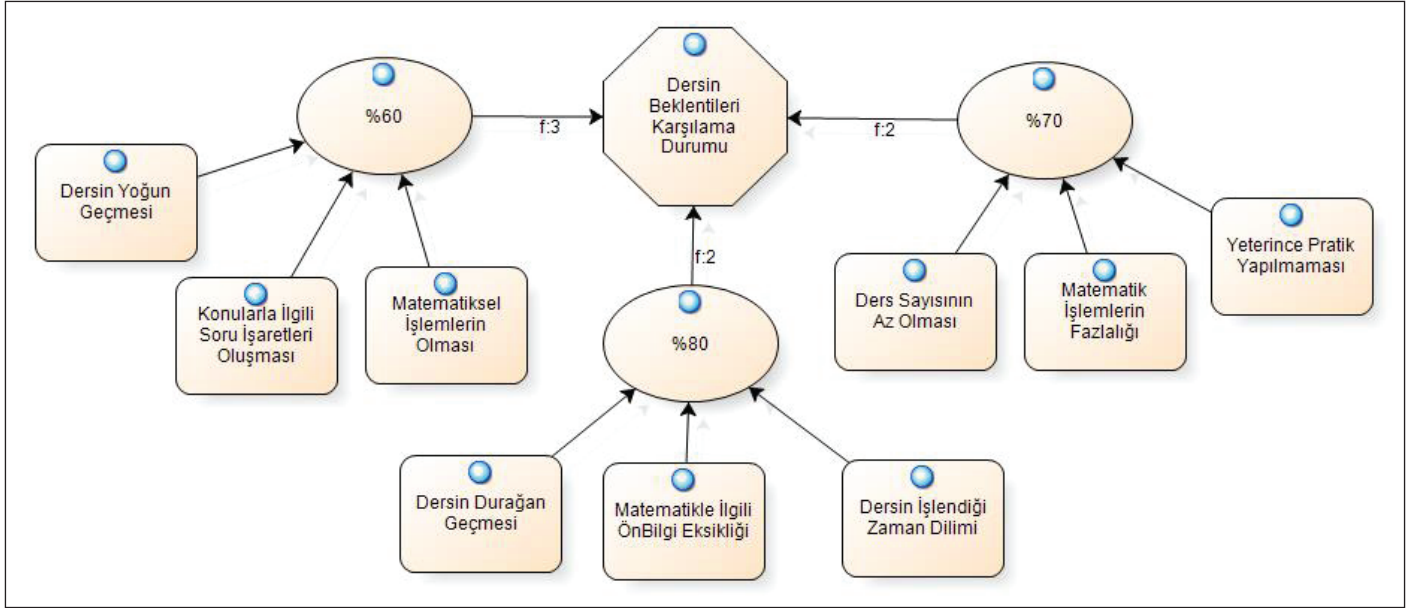 Dersin
Beklentileri
Karşılama
Durumu
%60
f:3
%70
f:2
Dersin Yoğun
Geçmesi
Konularla İlgili
Soru İşaretleri
Oluşması
Matematiksel
İşlemlerin
Olması
f:2
Ders Sayısının
Az Olması
Matematik
İşlemlerin
Fazlalığı
Yeterince Pratik
Yapılmaması
%80
Dersin Durağan
Geçmesi
Matematikle İlgili
ÖnBilgi Eksikliği
Dersin İşlendiği
Zaman Dilimi